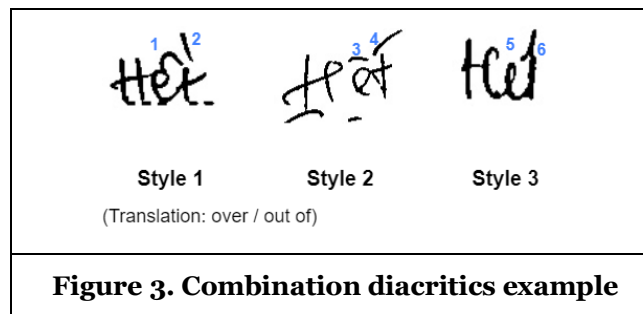 1 2 3 4 5 6
Hết Hết Hết
Style 1 Style 2 Style 3
(Translation: over / out of)
Figure 3. Combination diacritics example